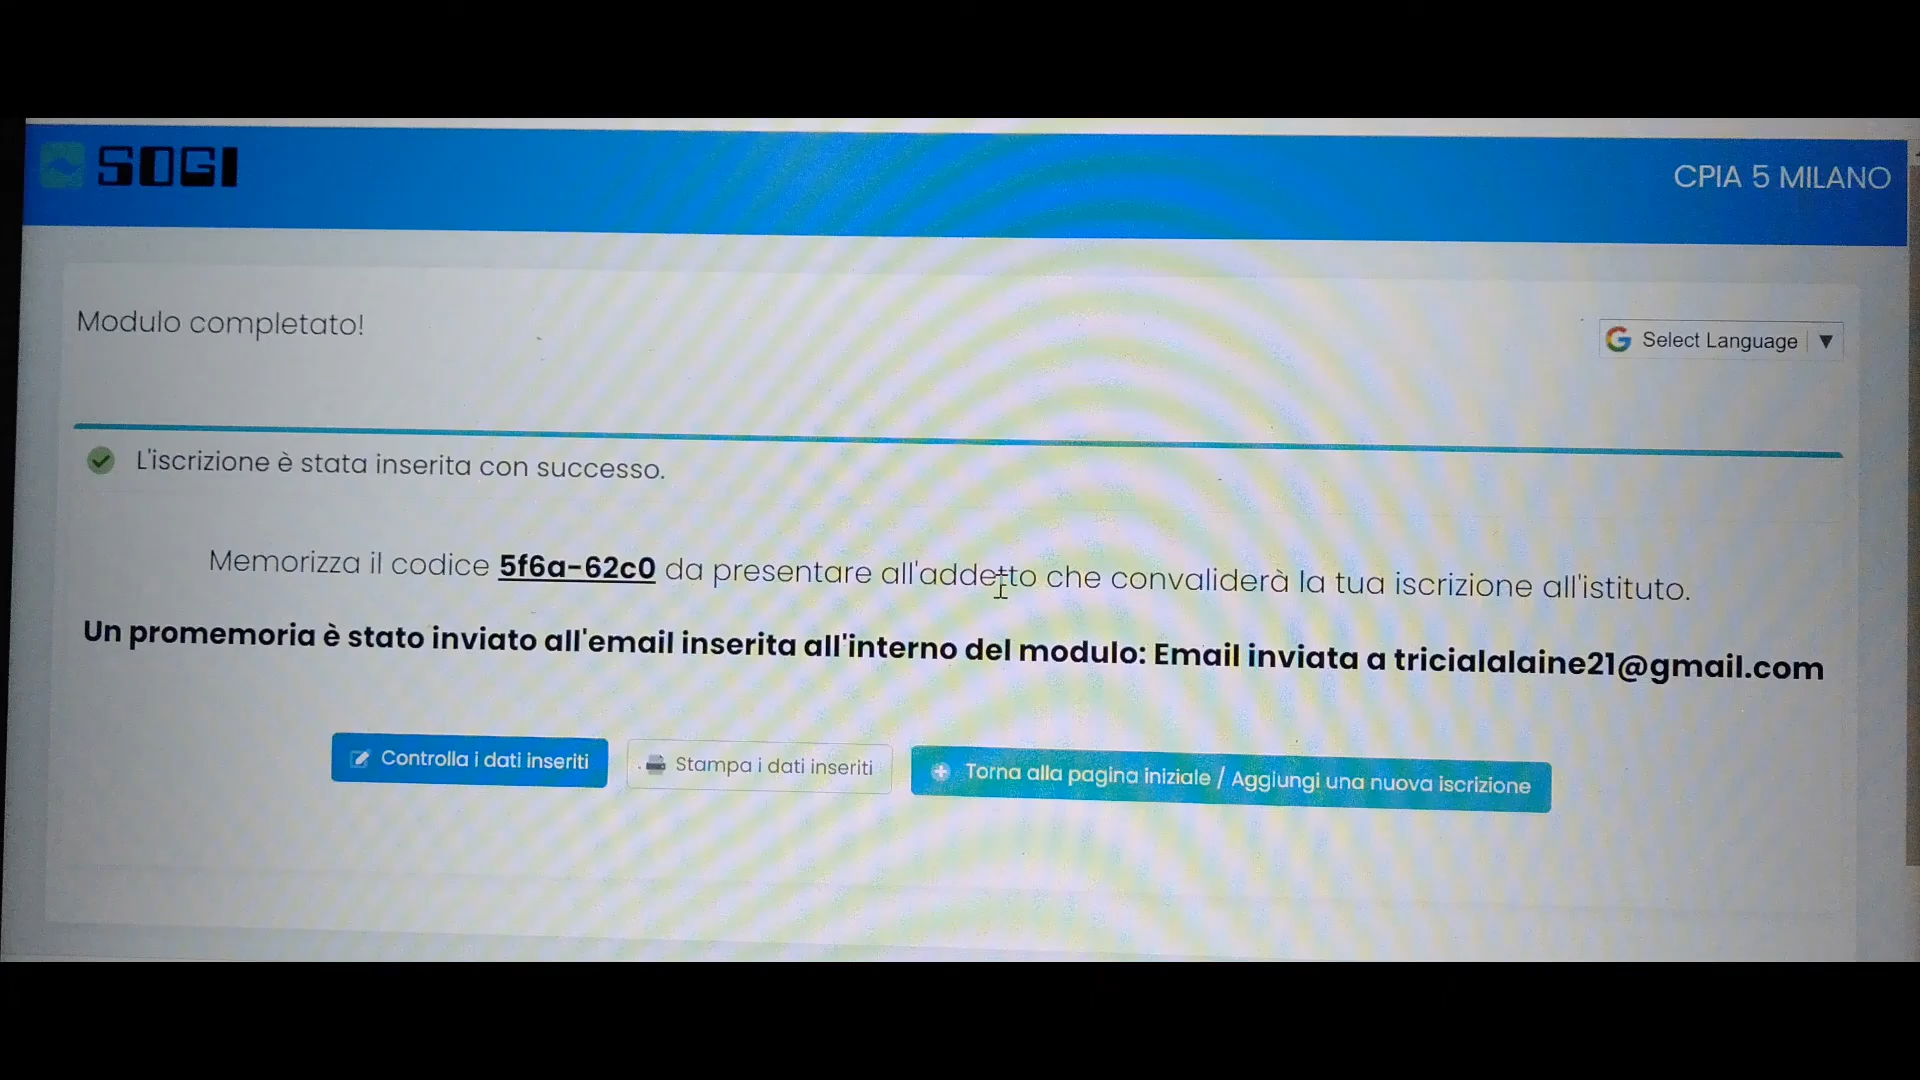 SOGI
CPIA 5 MILANO
Modulo completato!
Select Language ▼
L'iscrizione è stata inserita con successo.
Memorizza il codice 5f6a-62c0 da presentare all'addetto che convaliderà la tua iscrizione all'istituto.
Un promemoria è stato inviato all'email inserita all'interno del modulo: Email inviata a tricialalaine21@gmail.com
Controlla i dati inseriti
Stampa i dati inseriti
Torna alla pagina iniziale / Aggiungi una nuova iscrizione